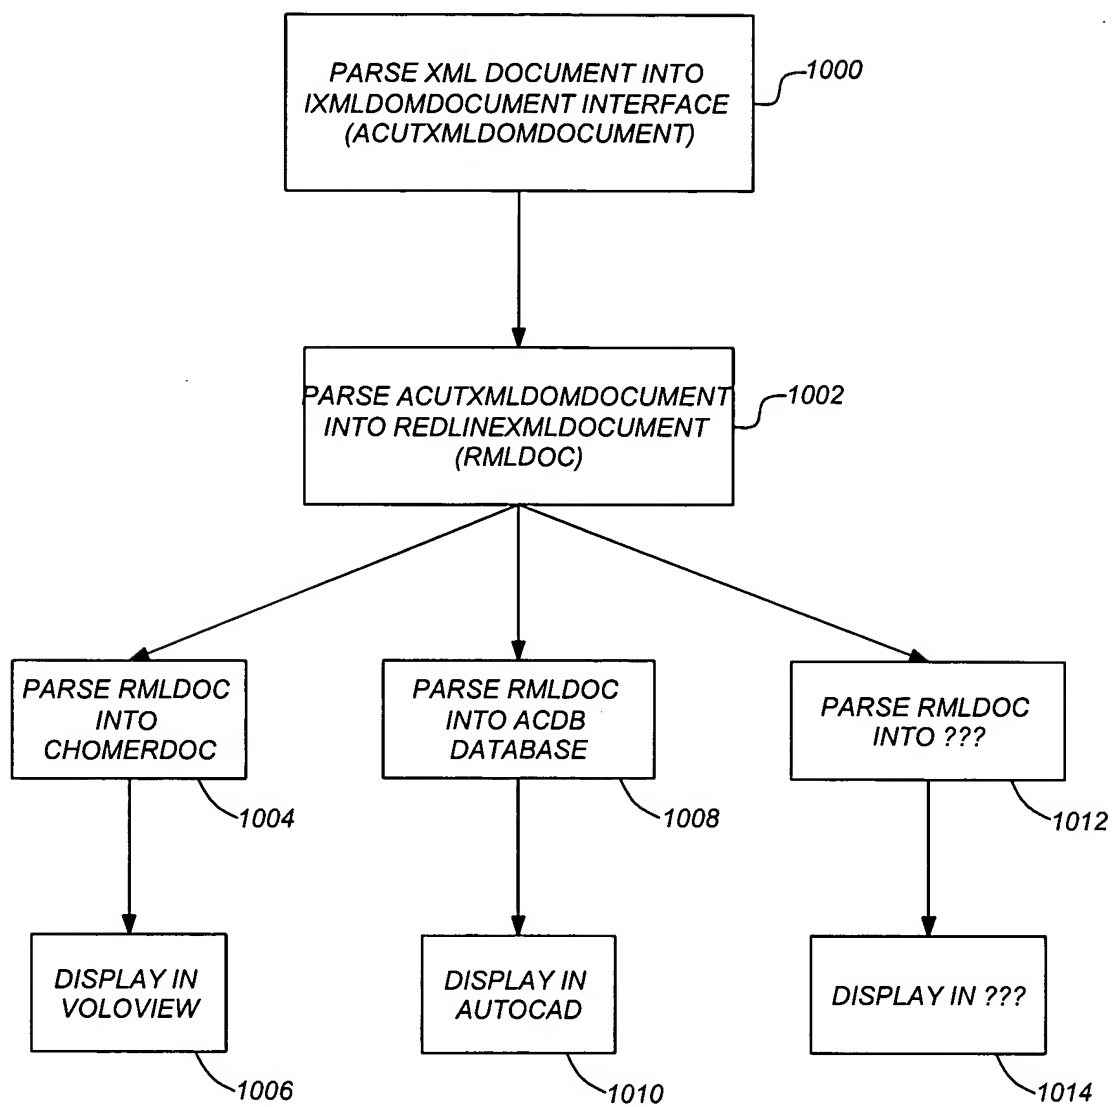 PARSE XML DOCUMENT INTO
IXMLDOMDOCUMENT INTERFACE
(ACUTXMLDOMDOCUMENT)
1000
PARSE ACUTXMLDOMDOCUMENT
INTO REDLINEXMLDOCUMENT
(RMLDOC)
1002
PARSE RMLDOC
INTO
CHOMERDOC
1004
PARSE RMLDOC
INTO ACDB
DATABASE
1008
PARSE RMLDOC
INTO ???
1012
DISPLAY IN
VOLOVIEW
1006
DISPLAY IN
AUTOCAD
1010
DISPLAY IN ???
1014